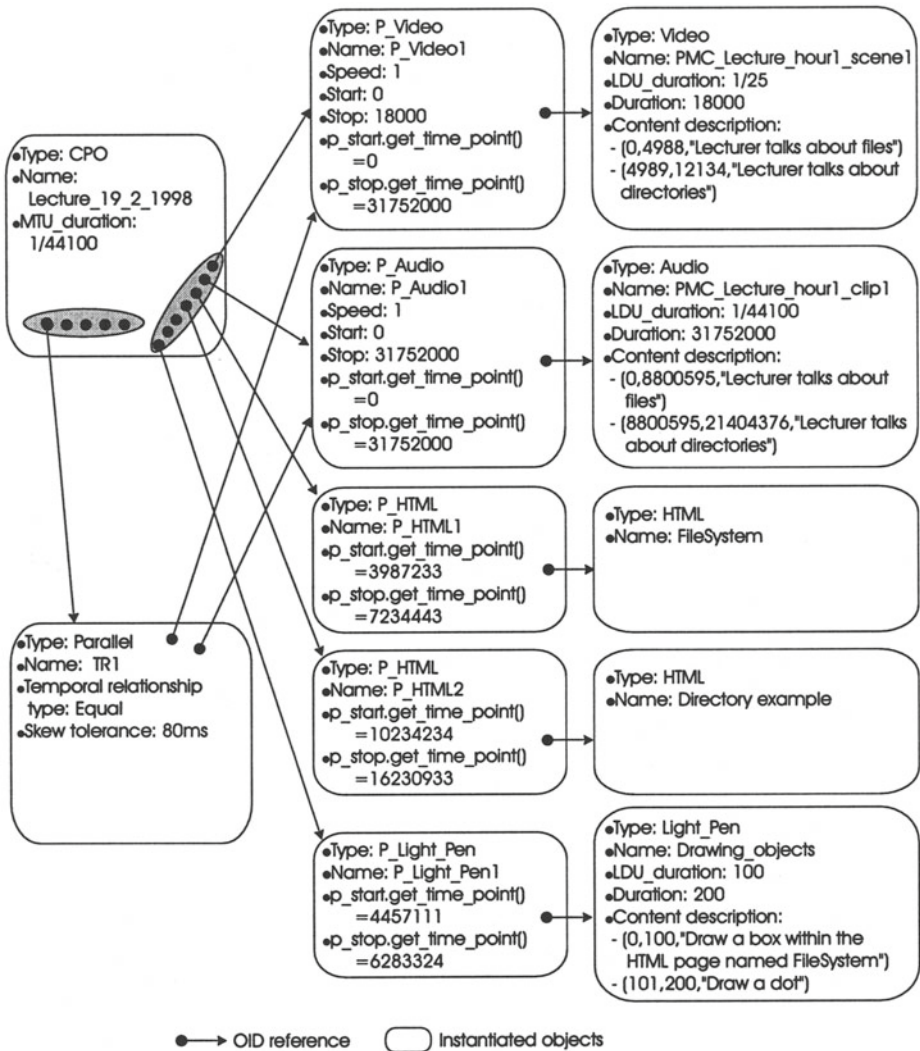 ●Type: CPO
●Name:
Lecture_19_2_1998
●MTU_duration:
1/44100
●Type: Parallel
●Name: TR1
●Temporal relationship
type: Equal
●Skew tolerance: 80ms
●Type: P_Video
●Name: P_Video1
●Speed: 1
●Start: 0
●Stop: 18000
●p_start.get_time_point()
=0
●p_stop.get_time_point()
=31752000
●Type: Video
●Name: PMC_Lecture_hour1_scene1
●LDU_duration: 1/25
●Duration: 18000
●Content description:
- (0,4988,"Lecturer talks about files")
- (4989,12134,"Lecturer talks about
directories")
●Type: P_Audio
●Name: P_Audio1
●Speed: 1
●Start: 0
●Stop: 31752000
●p_start.get_time_point()
=0
●p_stop.get_time_point()
=31752000
●Type: Audio
●Name: PMC_Lecture_hour1_clip1
●LDU_duration: 1/44100
●Duration: 31752000
●Content description:
- (0,8800595,"Lecturer talks about
files")
- (8800595,21404376,"Lecturer talks
about directories")
●Type: P_HTML
●Name: P_HTML1
●p_start.get_time_point()
=3987233
●p_stop.get_time_point()
=7234443
●Type: HTML
●Name: FileSystem
●Type: P_HTML
●Name: P_HTML2
●p_start.get_time_point()
=10234234
●p_stop.get_time_point()
=16230933
●Type: HTML
●Name: Directory example
●Type: P_Light_Pen
●Name: P_Light_Pen1
●p_start.get_time_point()
=4457111
●p_stop.get_time_point()
=6283324
●Type: Light_Pen
●Name: Drawing_objects
●LDU_duration: 100
●Duration: 200
●Content description:
- (0,100,"Draw a box within the
HTML page named FileSystem")
- (101,200,"Draw a dot")
OID reference
Instantiated objects